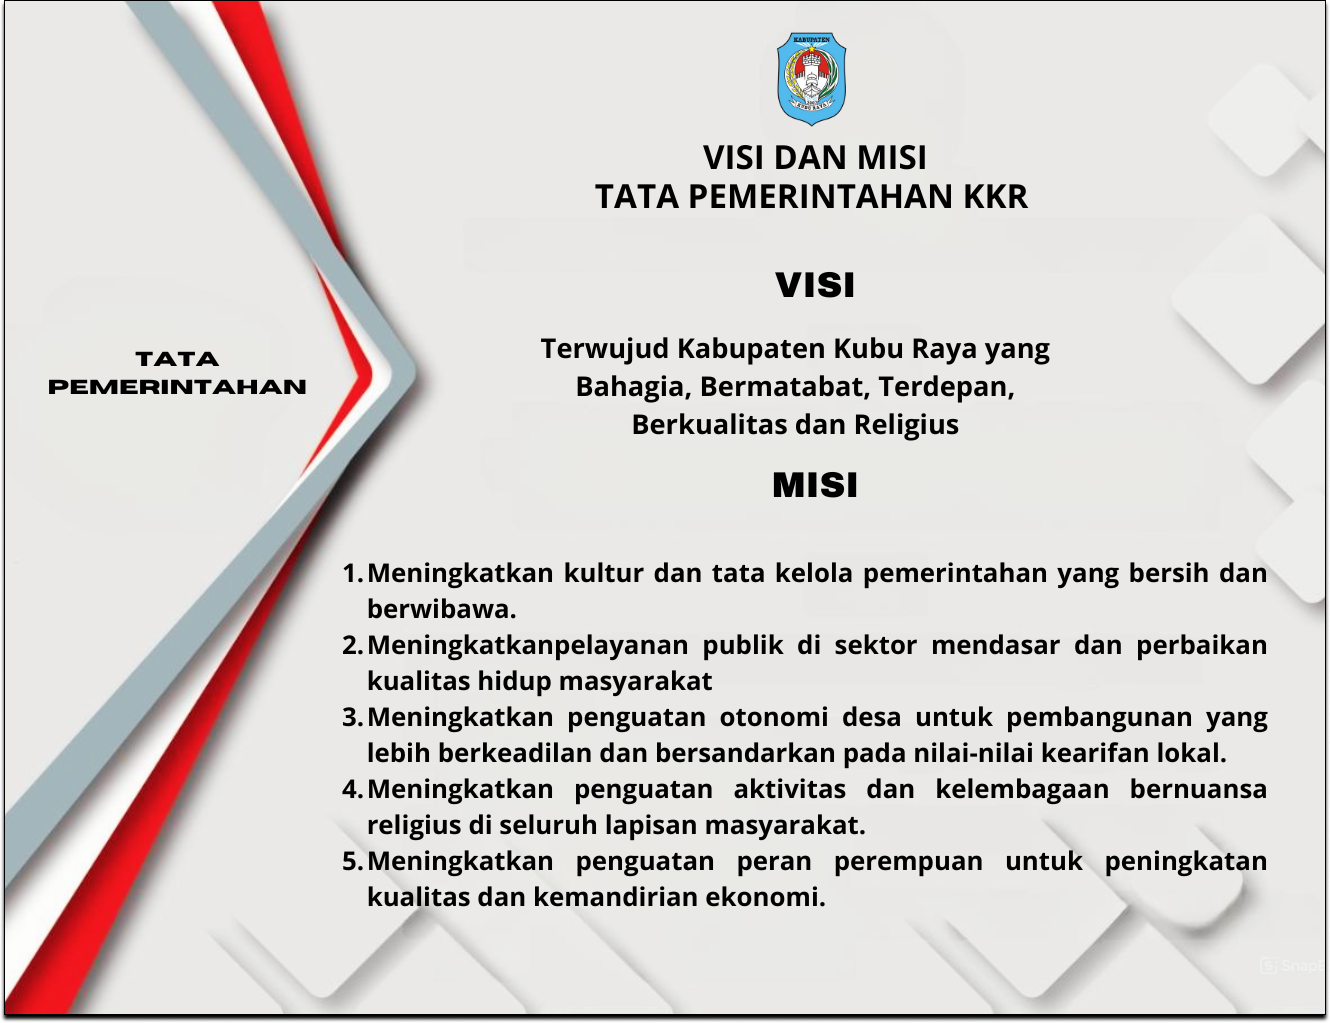 KABUPATEN
KUBU RAYA
VISI DAN MISI
TATA PEMERINTAHAN KKR
VISI
Terwujud Kabupaten Kubu Raya yang
Bahagia, Bermatabat, Terdepan,
Berkualitas dan Religius
TATA
PEMERINTAHAN
MISI
1. Meningkatkan kultur dan tata kelola pemerintahan yang bersih dan
berwibawa.
2. Meningkatkanpelayanan publik di sektor mendasar dan perbaikan
kualitas hidup masyarakat
3. Meningkatkan penguatan otonomi desa untuk pembangunan yang
lebih berkeadilan dan bersandarkan pada nilai-nilai kearifan lokal.
4. Meningkatkan penguatan aktivitas dan kelembagaan bernuansa
religius di seluruh lapisan masyarakat.
5. Meningkatkan penguatan peran perempuan untuk peningkatan
kualitas dan kemandirian ekonomi.